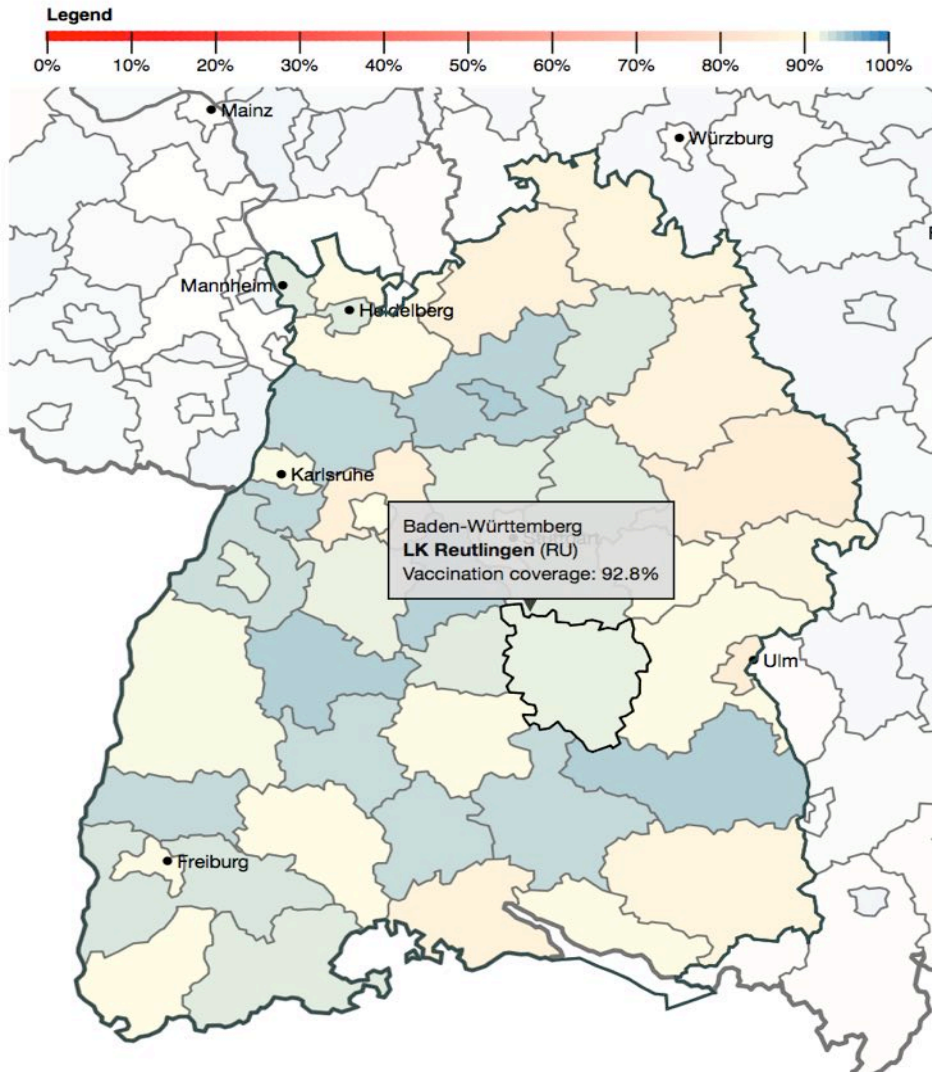 Legend
0% 10% 20% 30% 40% 50% 60% 70% 80% 90% 100%
Mainz
Würzburg
Mannheim
Heidelberg
Karlsruhe
Baden-Württemberg
Stuttgart
LK Reutlingen (RU)
Vaccination coverage: 92.8%
Ulm
Freiburg